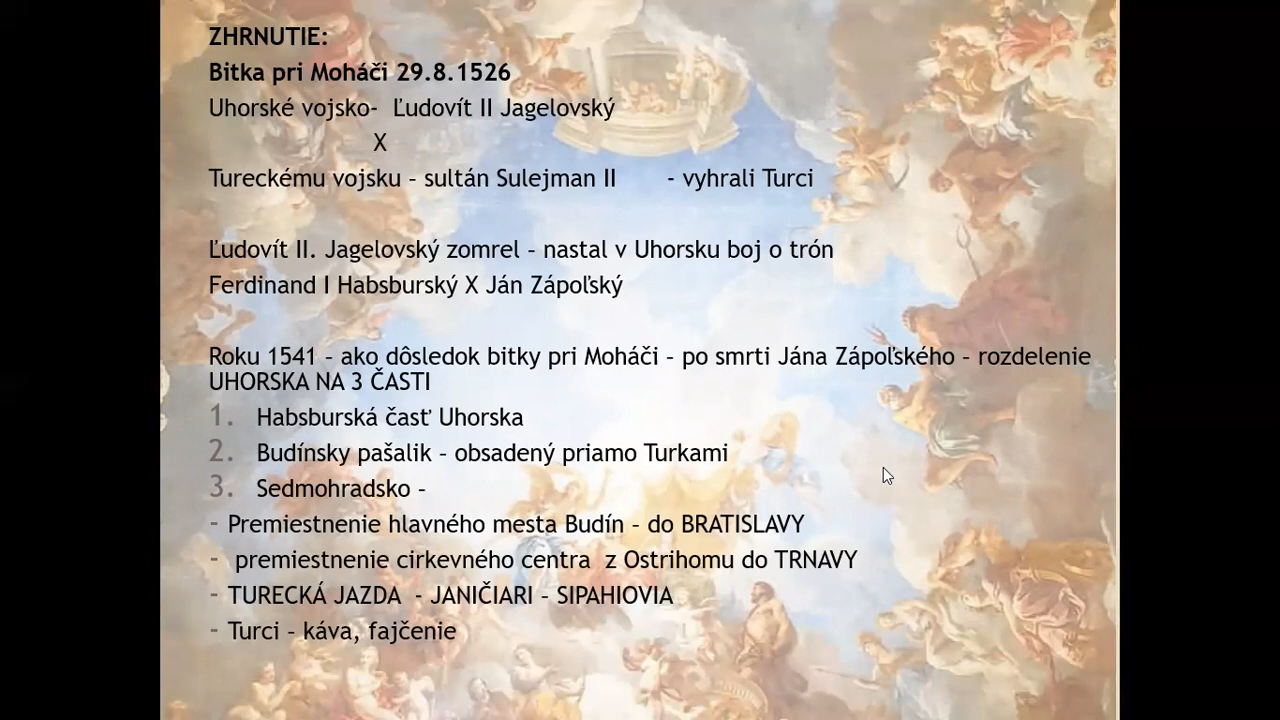 ZHRNUTIE:
Bitka pri Moháči 29.8.1526
Uhorské vojsko-  Ľudovít II Jagelovský
X
Tureckému vojsku – sultán Sulejman II - vyhrali Turci
Ľudovít II. Jagelovský zomrel – nastal v Uhorsku boj o trón
Ferdinand I Habsburský X Ján Zápoľský
Roku 1541 – ako dôsledok bitky pri Moháči – po smrti Jána Zápoľského – rozdelenie
UHORSKA NA 3 ČASTI
1. Habsburská časť Uhorska
2. Budínsky pašalik – obsadený priamo Turkami
3. Sedmohradsko –
- Premiestnenie hlavného mesta Budín – do BRATISLAVY
- premiestnenie cirkevného centra  z Ostrihomu do TRNAVY
- TURECKÁ JAZDA  - JANIČIARI – SIPAHIOVIA
- Turci – káva, fajčenie